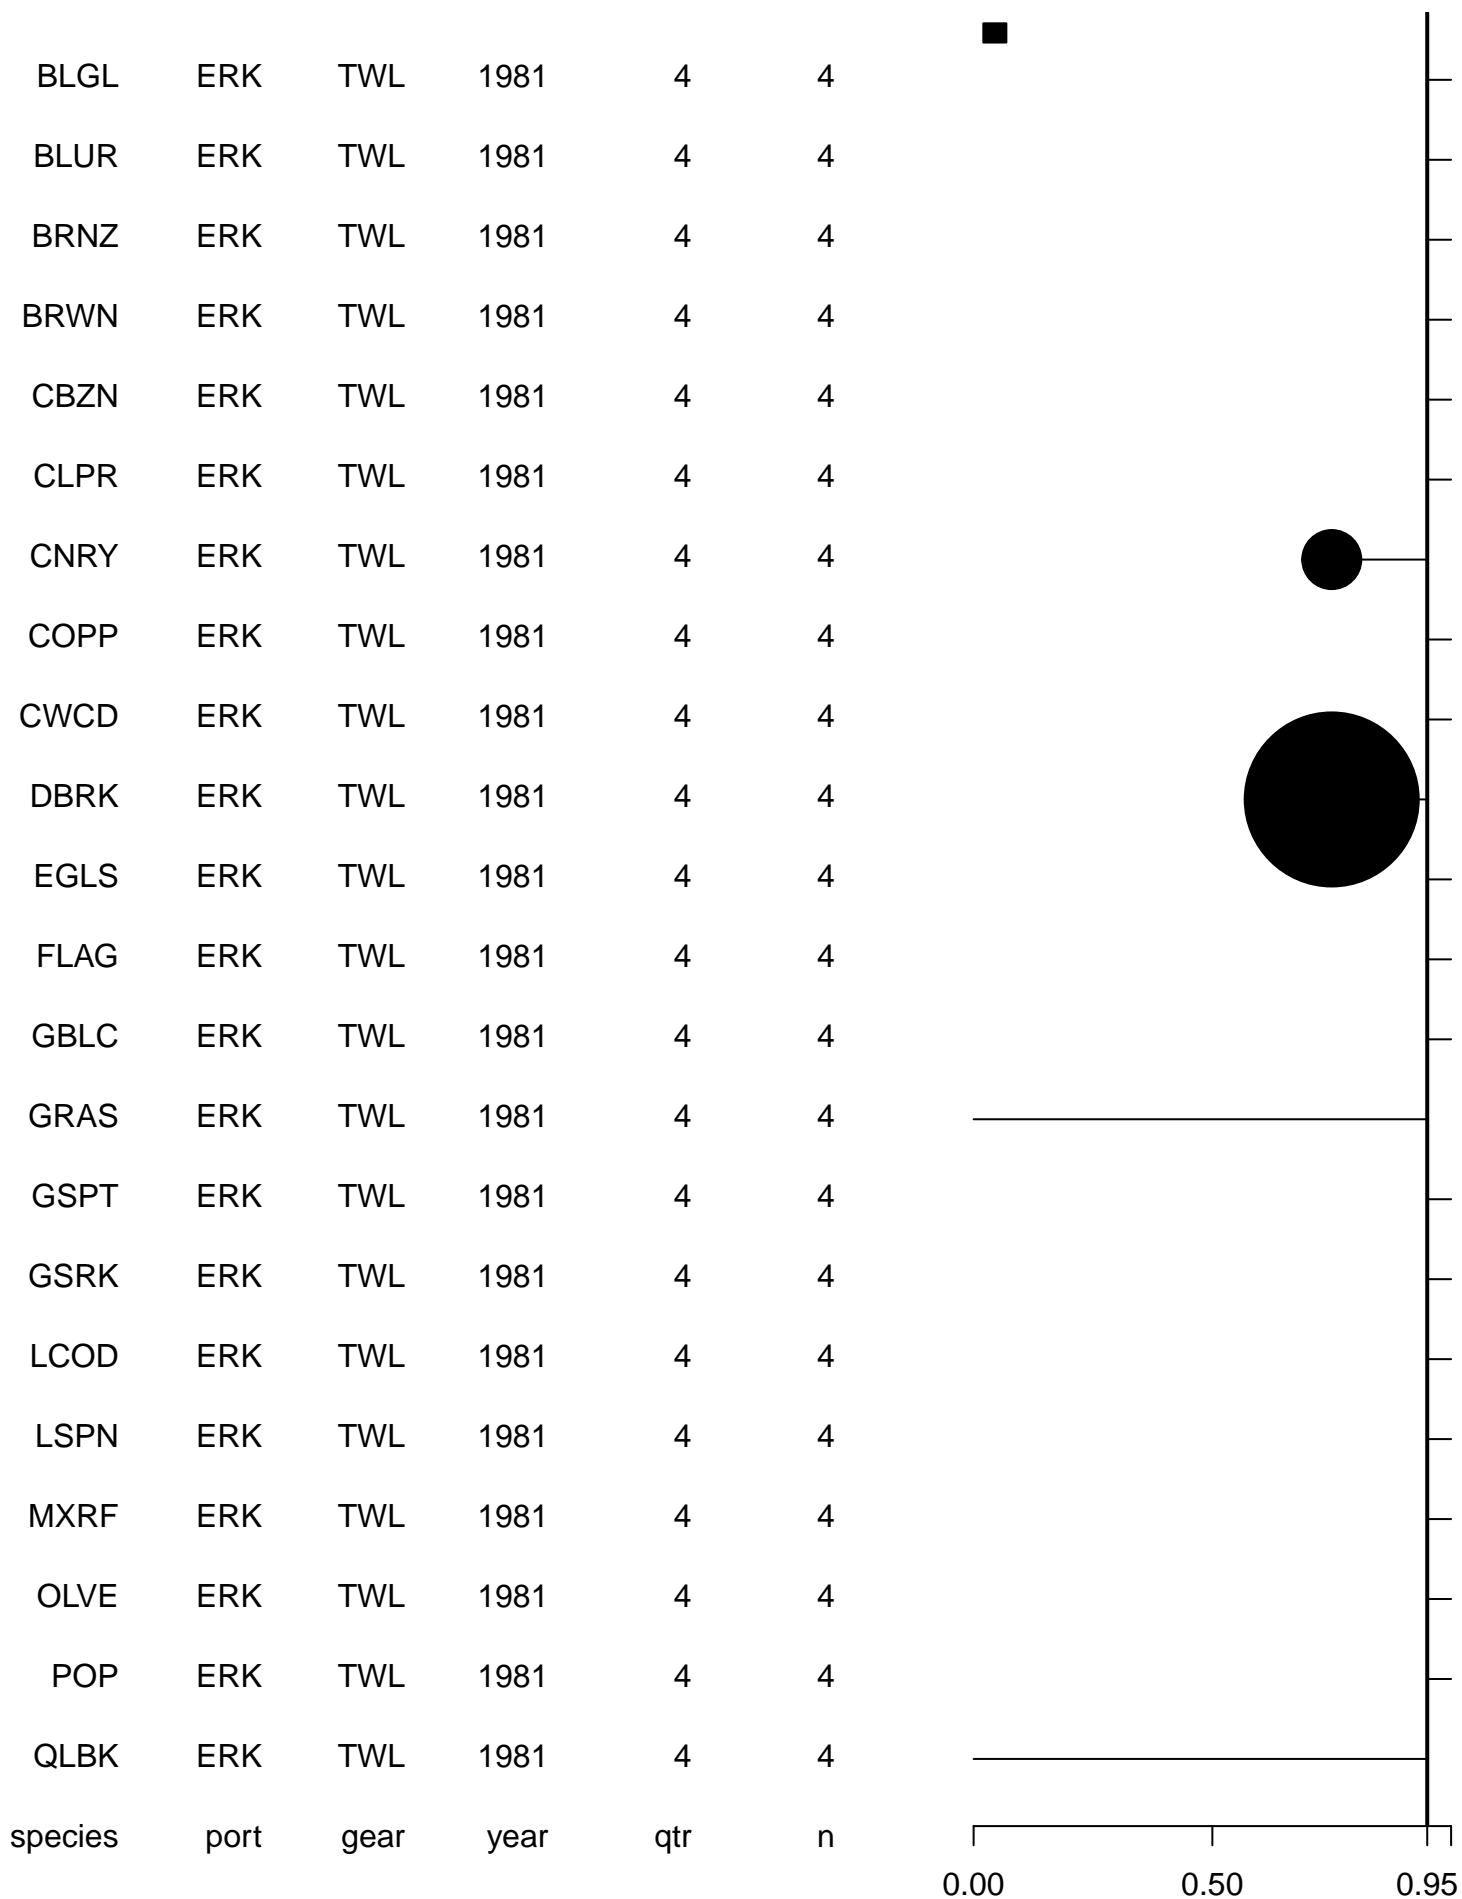 BLGL ERK TWL 1981 4 4
BLUR ERK TWL 1981 4 4
BRNZ ERK TWL 1981 4 4
BRWN ERK TWL 1981 4 4
CBZN ERK TWL 1981 4 4
CLPR ERK TWL 1981 4 4
CNRY ERK TWL 1981 4 4
COPP ERK TWL 1981 4 4
CWCD ERK TWL 1981 4 4
DBRK ERK TWL 1981 4 4
EGLS ERK TWL 1981 4 4
FLAG ERK TWL 1981 4 4
GBLC ERK TWL 1981 4 4
GRAS ERK TWL 1981 4 4
GSPT ERK TWL 1981 4 4
GSRK ERK TWL 1981 4 4
LCOD ERK TWL 1981 4 4
LSPN ERK TWL 1981 4 4
MXRF ERK TWL 1981 4 4
OLVE ERK TWL 1981 4 4
POP ERK TWL 1981 4 4
QLBK ERK TWL 1981 4 4
species port gear year qtr n
0.00 0.50 0.95